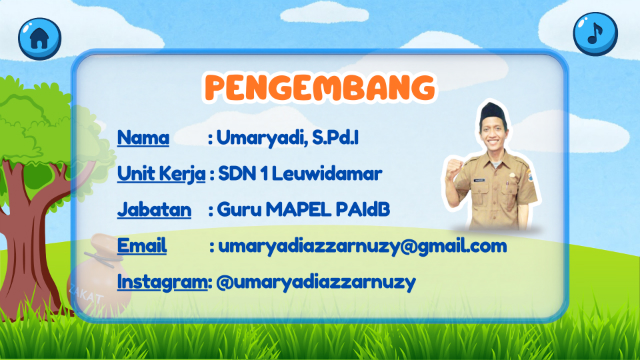 PENGEMBANG
Nama : Umaryadi, S.Pd.I
Unit Kerja : SDN 1 Leuwidamar
Jabatan : Guru MAPEL PAIdB
Email : umaryadiazzarnuzy@gmail.com
Instagram: @umaryadiazzarnuzy
ZAKAT